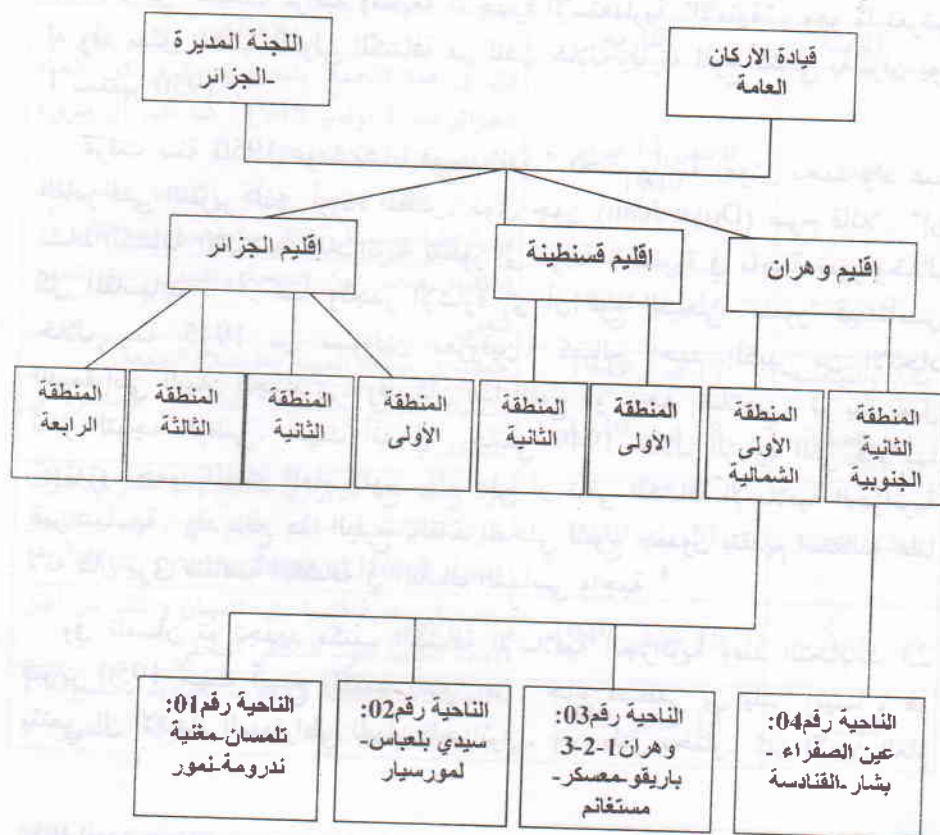 قيادة الاركان
العامة
اللجنة المديرة
-الجزائر
إقليم وهران
إقليم قسنطينة
إقليم الجزائر
المنطقة
الثانية
الجنوبية
المنطقة
الأولى
الشمالية
المنطقة
الأولى
المنطقة
الثانية
المنطقة
الأولى
المنطقة
الثانية
المنطقة
الثالثة
المنطقة
الرابعة
الناحية رقم04:
عين الصفراء -
بشار-القنادسة
الناحية رقم03:
وهران1-2-3
باريقو-معسكر-
مستغانم
الناحية رقم02:
سيدي بلعباس-
لمورسيار
الناحية رقم01:
تلمسان-مغنية
ندرومة-نمور